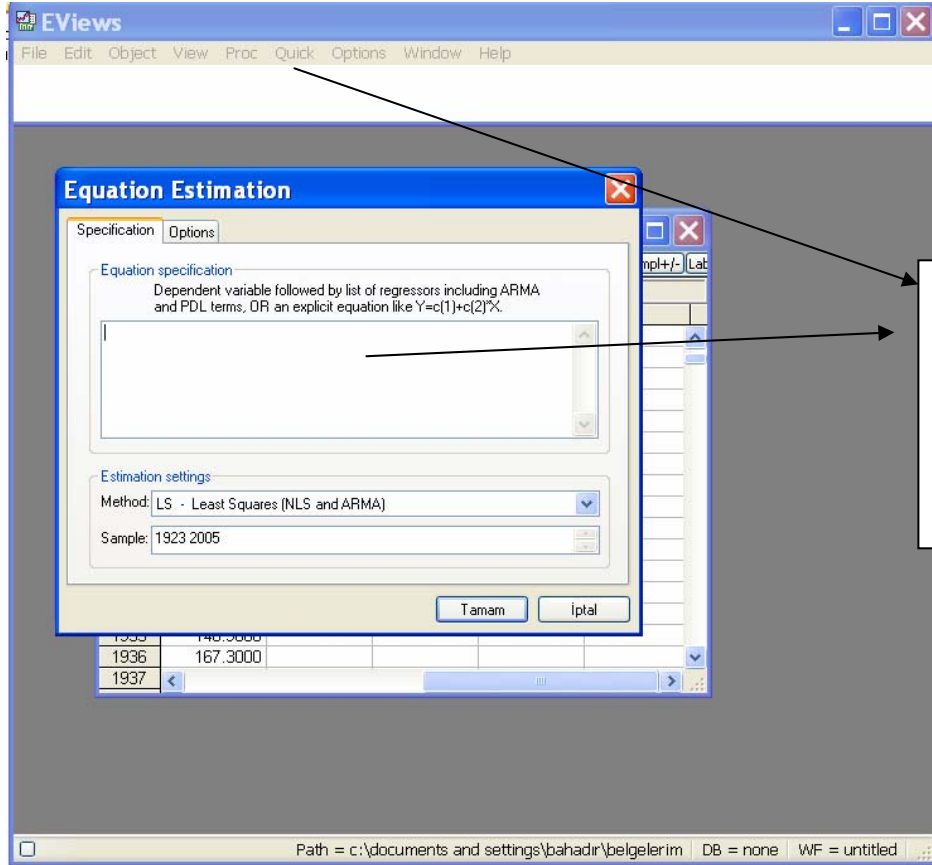 EViews
File Edit Object View Proc Quick Options Window Help
Equation Estimation
Specification Options
Equation specification
Dependent variable followed by list of regressors including ARMA
and PDL terms, OR an explicit equation like Y=c(1)+c(2)*X.
Estimation settings
Method: LS - Least Squares (NLS and ARMA)
Sample: 1923 2005
Tamam İptal
1936 167.3000
1937
Path = c:\documents and settings\bahadır\belgelerim DB = none WF = untitled